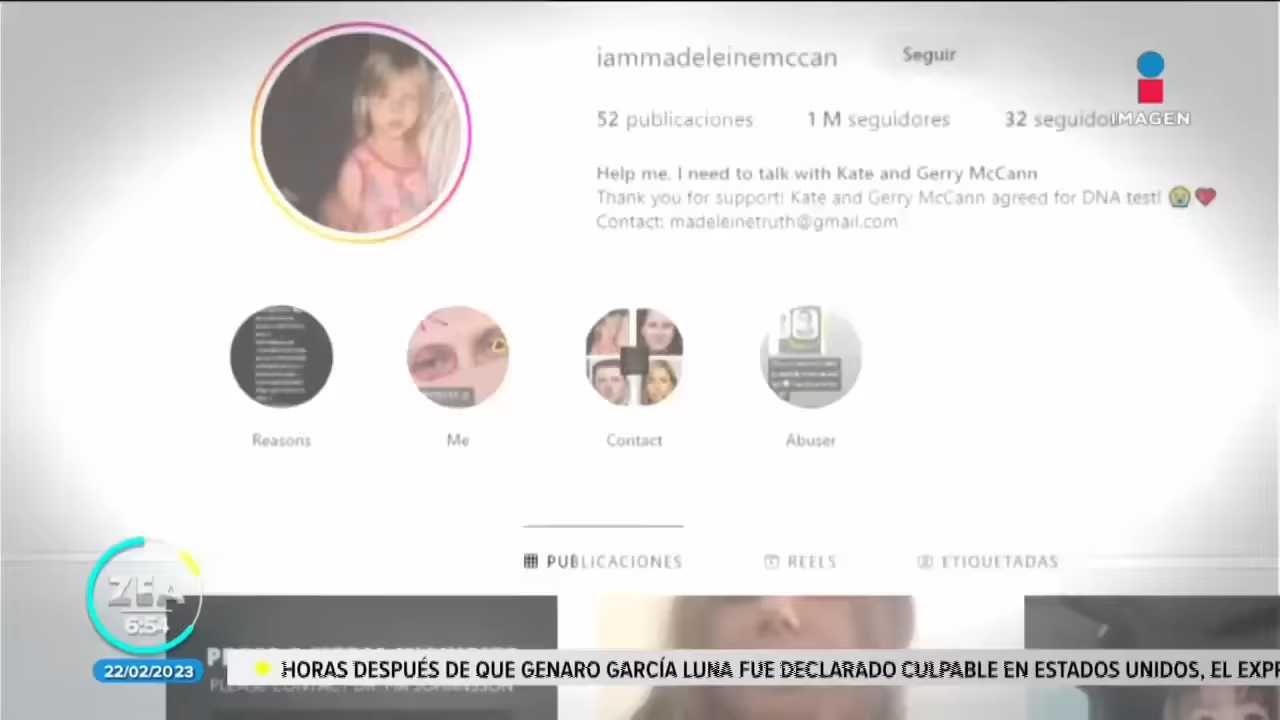 iammadeleinemccan
Seguir
52 publicaciones
1 M seguidores
32 seguido
IMAGEN
Help me, I need to talk with Kate and Gerry McCann
Thank you for support! Kate and Gerry McCann agreed for DNA test! 😭❤️
Contact: madeleinetruth@gmail.com
Reasons
Me
Contact
Abuser
PUBLICACIONES
REELS
ETIQUETADAS
ZEA
6:54
22/02/2023
HORAS DESPUÉS DE QUE GENARO GARCÍA LUNA FUE DECLARADO CULPABLE EN ESTADOS UNIDOS, EL EXP